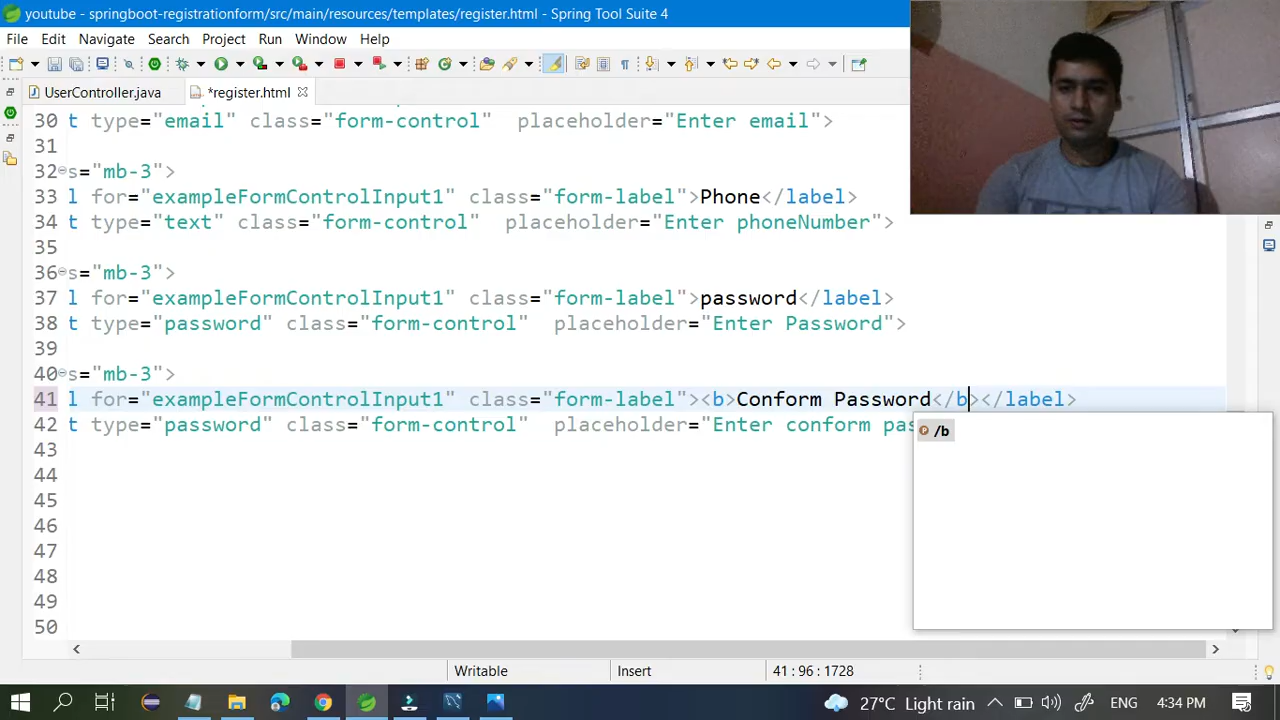 youtube - springboot-registrationform/src/main/resources/templates/register.html - Spring Tool Suite 4
File Edit Navigate Search Project Run Window Help
UserController.java *register.html
30 t type="email" class="form-control"  placeholder="Enter email">
31
32 s="mb-3">
33 l for="exampleFormControlInput1" class="form-label">Phone</label>
34 t type="text" class="form-control"  placeholder="Enter phoneNumber">
35
36 s="mb-3">
37 l for="exampleFormControlInput1" class="form-label">password</label>
38 t type="password" class="form-control"  placeholder="Enter Password">
39
40 s="mb-3">
41 l for="exampleFormControlInput1" class="form-label"><b>Conform Password</b></label>
42 t type="password" class="form-control"  placeholder="Enter conform pas
/b
43
44
45
46
47
48
49
50
Writable Insert 41 : 96 : 1728
27°C Light rain ENG 4:34 PM